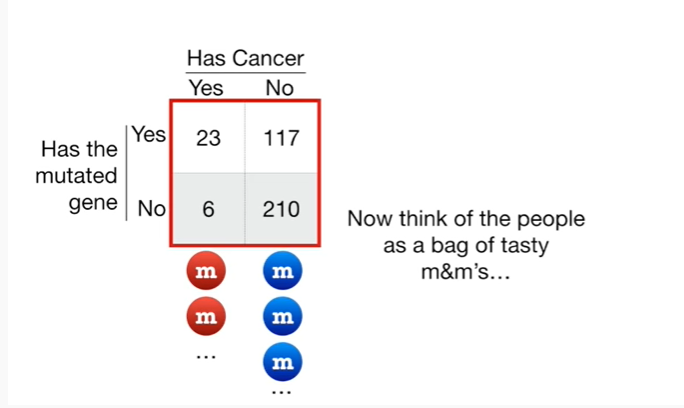 Has Cancer
Yes No
Has the
mutated
gene
Yes 23 117
No 6 210
m m
m m
... m
...
Now think of the people
as a bag of tasty
m&m’s...